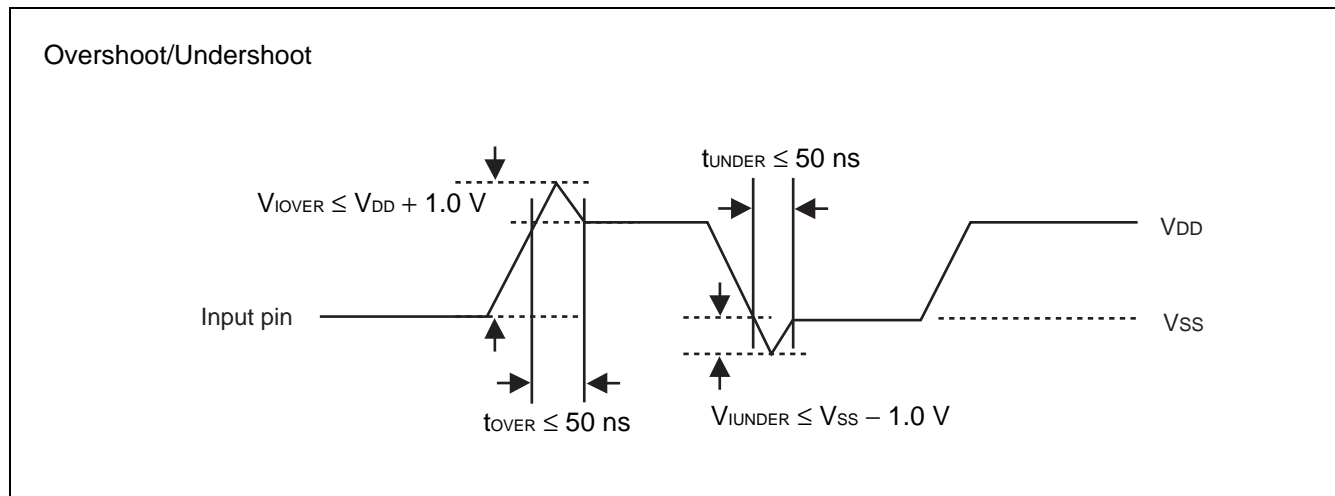 Overshoot/Undershoot
tUNDER ≤ 50 ns
VIOVER ≤ VDD + 1.0 V
VDD
Input pin
VSS
tOVER ≤ 50 ns
VIUNDER ≤ VSS − 1.0 V